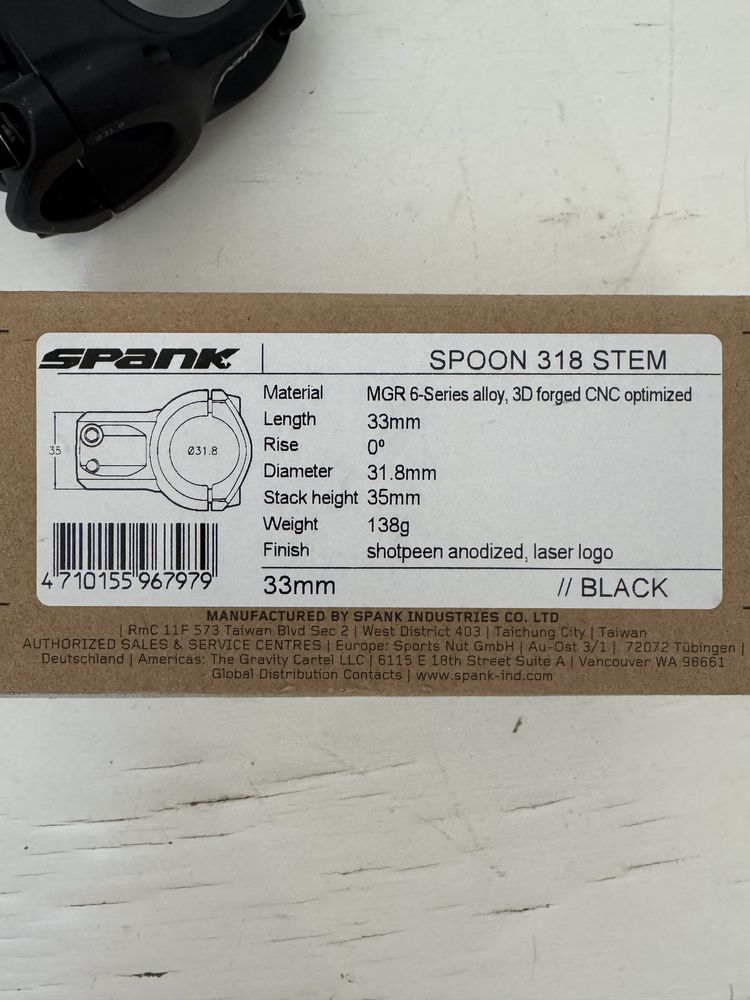 SPANK
SPOON 318 STEM
Material MGR 6-Series alloy, 3D forged CNC optimized
Length 33mm
Rise 0º
Diameter 31.8mm
Stack height 35mm
Weight 138g
Finish shotpeen anodized, laser logo
35
Ø31.8
4 710155 967979
33mm // BLACK
MANUFACTURED BY SPANK INDUSTRIES CO. LTD
| RmC 11F 573 Taiwan Blvd Sec 2 | West District 403 | Taichung City | Taiwan
AUTHORIZED SALES & SERVICE CENTRES | Europe: Sports Nut GmbH | Au-Ost 3/1 | 72072 Tübingen |
Deutschland | Americas: The Gravity Cartel LLC | 6115 E 18th Street Suite A | Vancouver WA 98661
Global Distribution Contacts | www.spank-ind.com